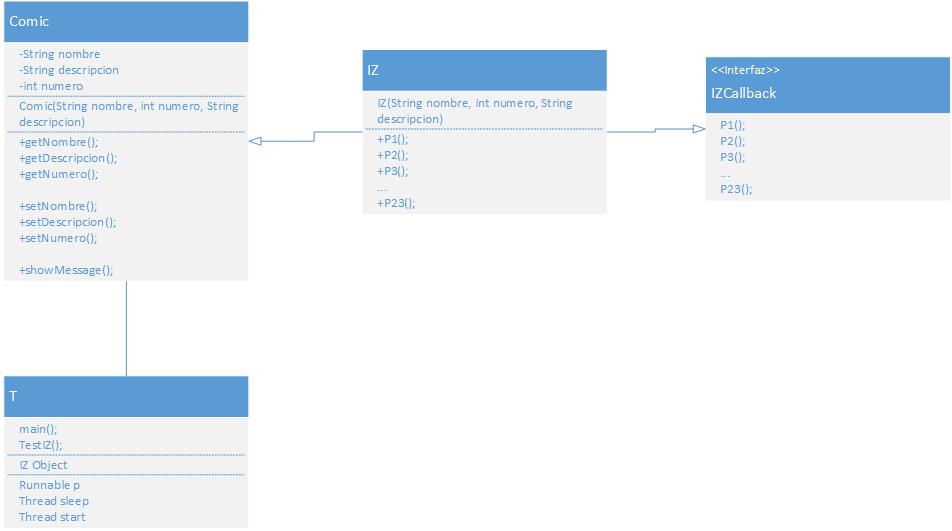 Comic
-String nombre
-String descripcion
-int numero
Comic(String nombre, int numero, String
descripcion)
+getNombre();
+getDescripcion();
+getNumero();
+setNombre();
+setDescripcion();
+setNumero();
+showMessage();
IZ
IZ(String nombre, int numero, String
descripcion)
+P1();
+P2();
+P3();
...
+P23();
<<Interfaz>>
IZCallback
P1();
P2();
P3();
...
P23();
T
main();
TestIZ();
IZ Object
Runnable p
Thread sleep
Thread start